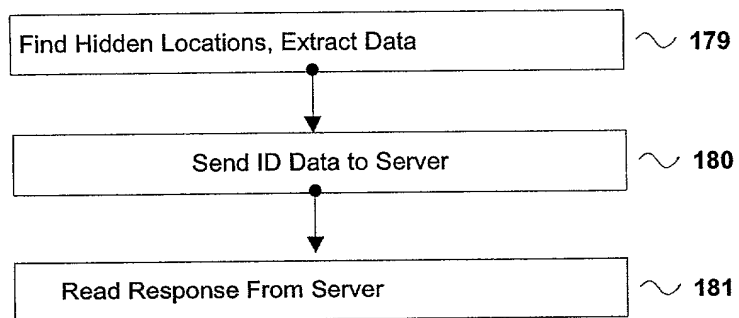 Find Hidden Locations, Extract Data 179
Send ID Data to Server 180
Read Response From Server 181